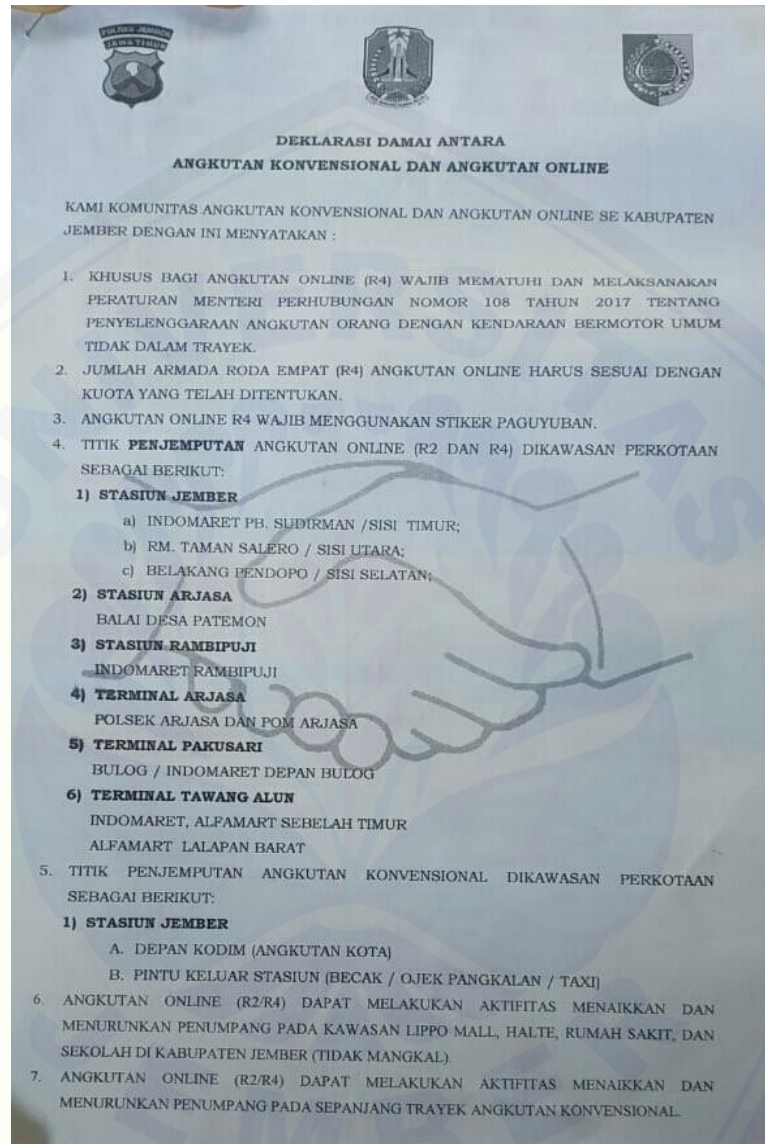 POLRES JEMBER
JAWA TIMUR
DEKLARASI DAMAI ANTARA
ANGKUTAN KONVENSIONAL DAN ANGKUTAN ONLINE
KAMI KOMUNITAS ANGKUTAN KONVENSIONAL DAN ANGKUTAN ONLINE SE KABUPATEN
JEMBER DENGAN INI MENYATAKAN :
1. KHUSUS BAGI ANGKUTAN ONLINE (R4) WAJIB MEMATUHI DAN MELAKSANAKAN
PERATURAN MENTERI PERHUBUNGAN NOMOR 108 TAHUN 2017 TENTANG
PENYELENGGARAAN ANGKUTAN ORANG DENGAN KENDARAAN BERMOTOR UMUM
TIDAK DALAM TRAYEK.
2. JUMLAH ARMADA RODA EMPAT (R4) ANGKUTAN ONLINE HARUS SESUAI DENGAN
KUOTA YANG TELAH DITENTUKAN.
3. ANGKUTAN ONLINE R4 WAJIB MENGGUNAKAN STIKER PAGUYUBAN.
4. TITIK PENJEMPUTAN ANGKUTAN ONLINE (R2 DAN R4) DIKAWASAN PERKOTAAN
SEBAGAI BERIKUT:
1) STASIUN JEMBER
a) INDOMARET PB. SUDIRMAN /SISI TIMUR;
b) RM. TAMAN SALERO / SISI UTARA;
c) BELAKANG PENDOPO / SISI SELATAN;
2) STASIUN ARJASA
BALAI DESA PATEMON
3) STASIUN RAMBIPUJI
INDOMARET RAMBIPUJI
4) TERMINAL ARJASA
POLSEK ARJASA DAN POM ARJASA
5) TERMINAL PAKUSARI
BULOG / INDOMARET DEPAN BULOG
6) TERMINAL TAWANG ALUN
INDOMARET, ALFAMART SEBELAH TIMUR
ALFAMART LALAPAN BARAT
5. TITIK PENJEMPUTAN ANGKUTAN KONVENSIONAL DIKAWASAN PERKOTAAN
SEBAGAI BERIKUT:
1) STASIUN JEMBER
A. DEPAN KODIM (ANGKUTAN KOTA)
B. PINTU KELUAR STASIUN (BECAK / OJEK PANGKALAN / TAXI)
6. ANGKUTAN ONLINE (R2/R4) DAPAT MELAKUKAN AKTIFITAS MENAIKKAN DAN
MENURUNKAN PENUMPANG PADA KAWASAN LIPPO MALL, HALTE, RUMAH SAKIT, DAN
SEKOLAH DI KABUPATEN JEMBER (TIDAK MANGKAL).
7. ANGKUTAN ONLINE (R2/R4) DAPAT MELAKUKAN AKTIFITAS MENAIKKAN DAN
MENURUNKAN PENUMPANG PADA SEPANJANG TRAYEK ANGKUTAN KONVENSIONAL.